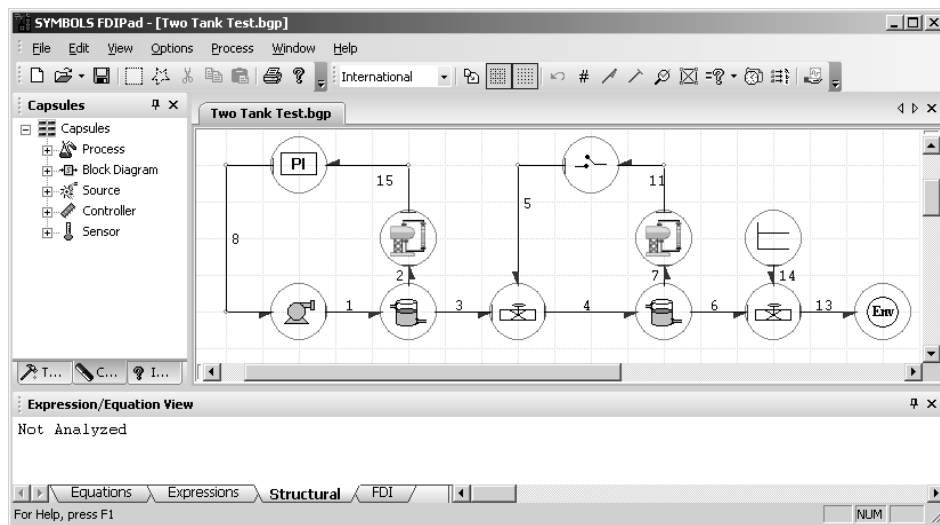 SYMBOLS FDIPad - [Two Tank Test.bgp]
File Edit View Options Process Window Help
International
Capsules
Two Tank Test.bgp
Capsules
Process
Block Diagram
Source
Controller
Sensor
PI
15
11
5
8
2
7
14
1
3
4
6
13
Env
T... C... I...
Expression/Equation View
Not Analyzed
Equations Expressions Structural FDI
For Help, press F1
NUM